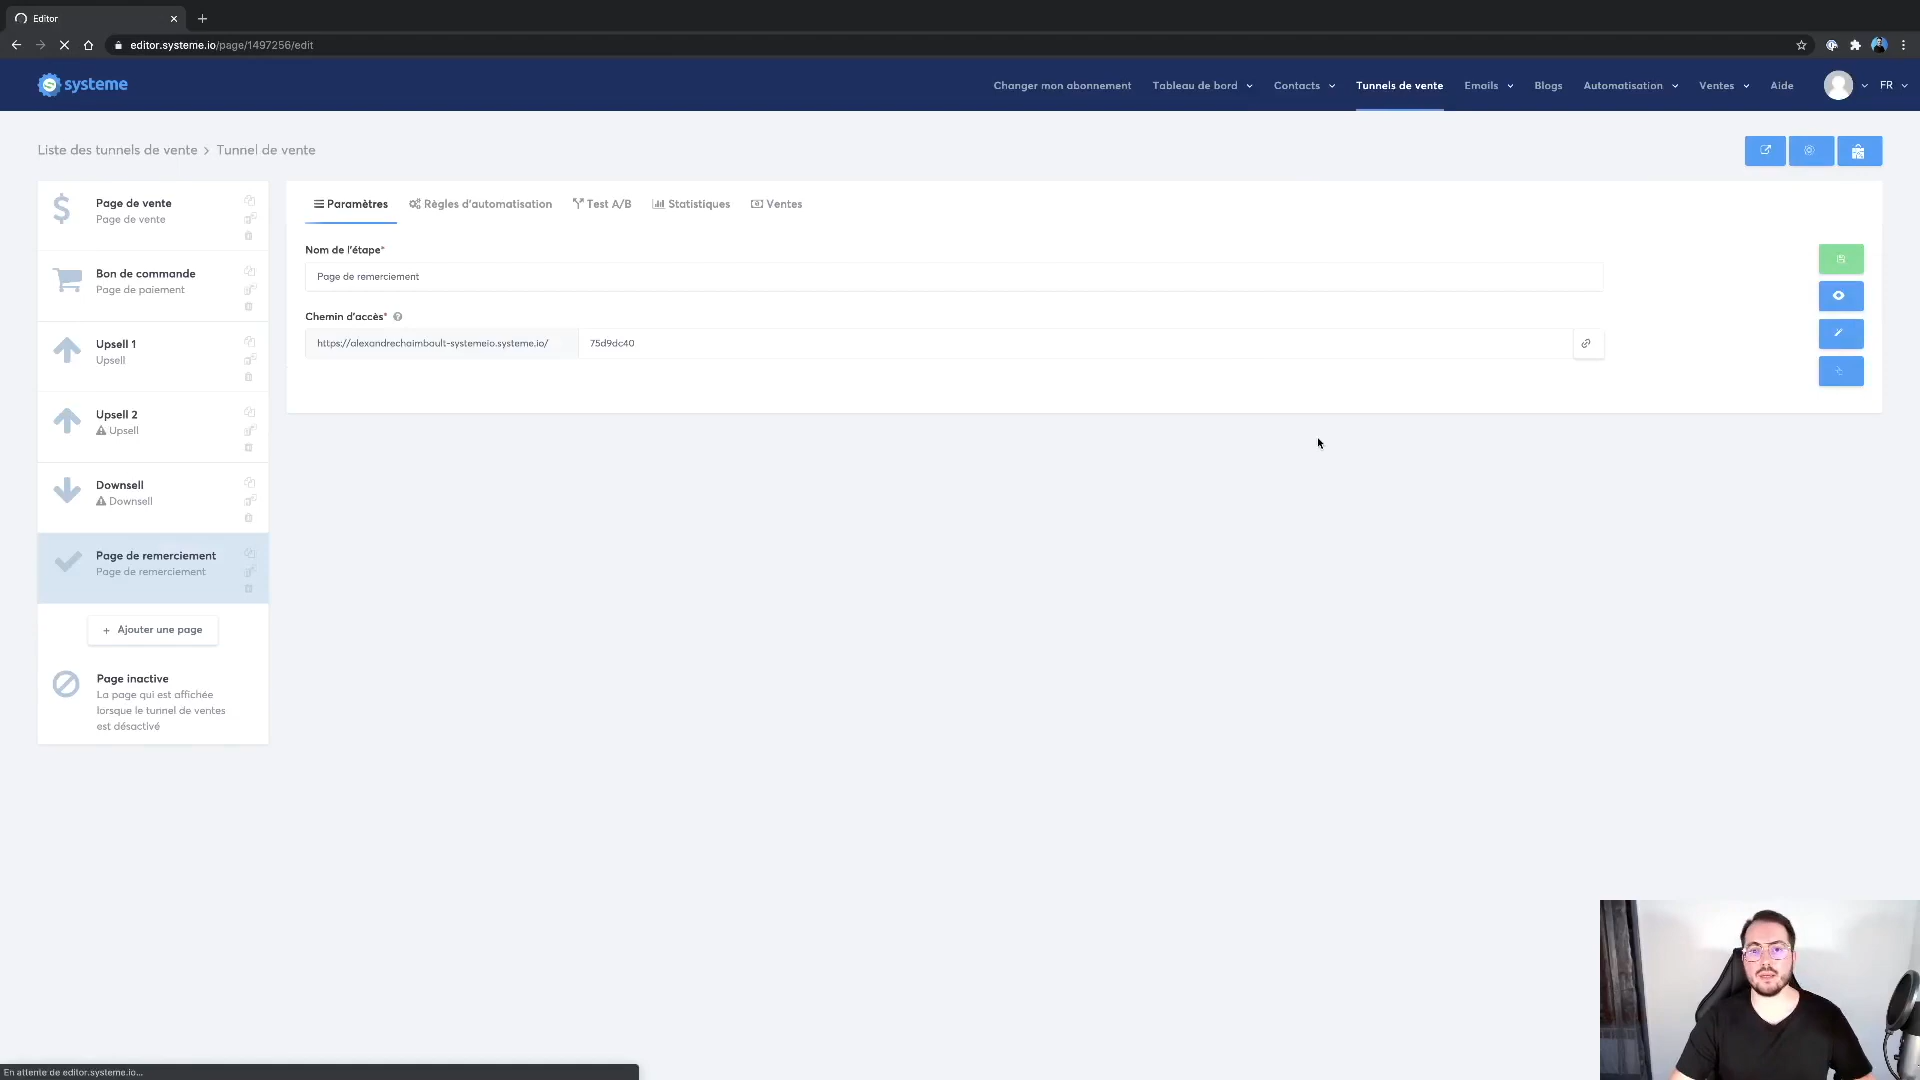 Editor
editor.systeme.io/page/1497256/edit
systeme
Changer mon abonnement
Tableau de bord
Contacts
Tunnels de vente
Emails
Blogs
Automatisation
Ventes
Aide
FR
Liste des tunnels de vente > Tunnel de vente
Page de vente
Page de vente
Bon de commande
Page de paiement
Upsell 1
Upsell
Upsell 2
Upsell
Downsell
Downsell
Page de remerciement
Page de remerciement
+ Ajouter une page
Page inactive
La page qui est affichée
lorsque le tunnel de ventes
est désactivé
Paramètres
Règles d'automatisation
Test A/B
Statistiques
Ventes
Nom de l'étape*
Page de remerciement
Chemin d'accès*
https://alexandrechaimbault-systemeio.systeme.io/
75d9dc40
En attente de editor.systeme.io...